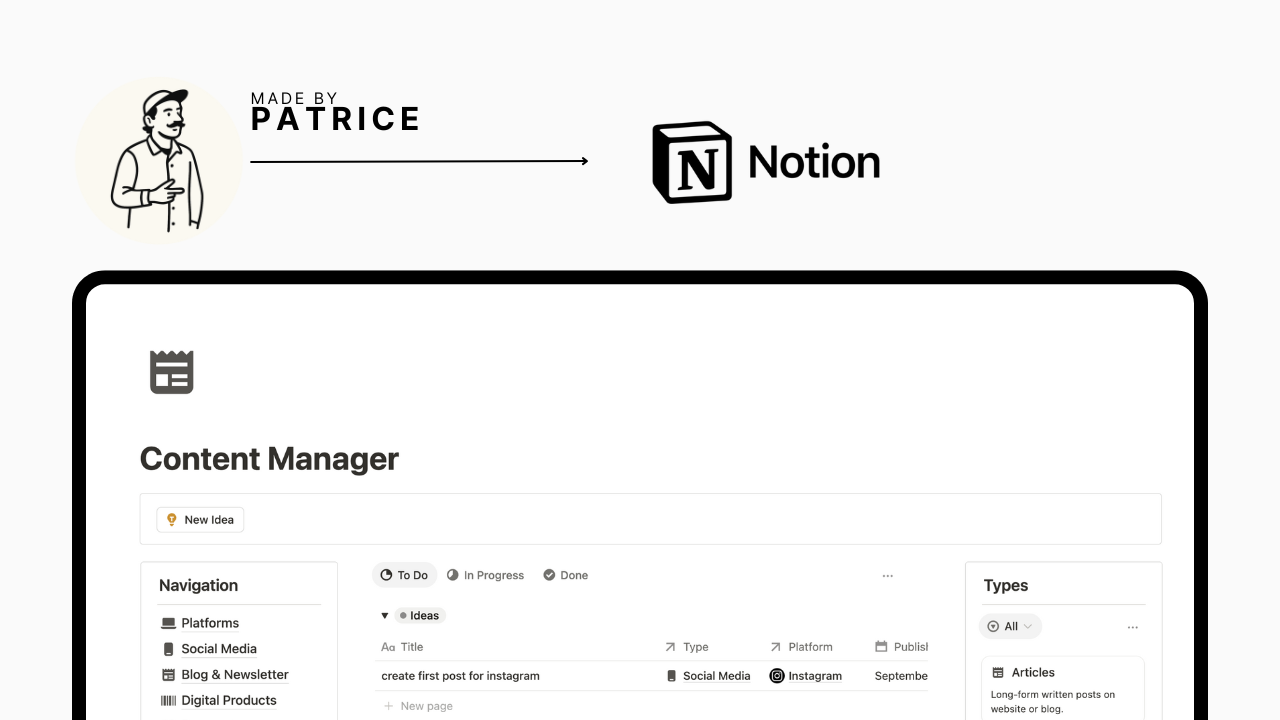 MADE BY
PATRICE
Notion
Content Manager
New Idea
Navigation
Platforms
Social Media
Blog & Newsletter
Digital Products
To Do In Progress Done ...
Ideas
Aa Title Type Platform Publisl
create first post for instagram Social Media Instagram Septembe
+ New page
Types
All ...
Articles
Long-form written posts on
website or blog.